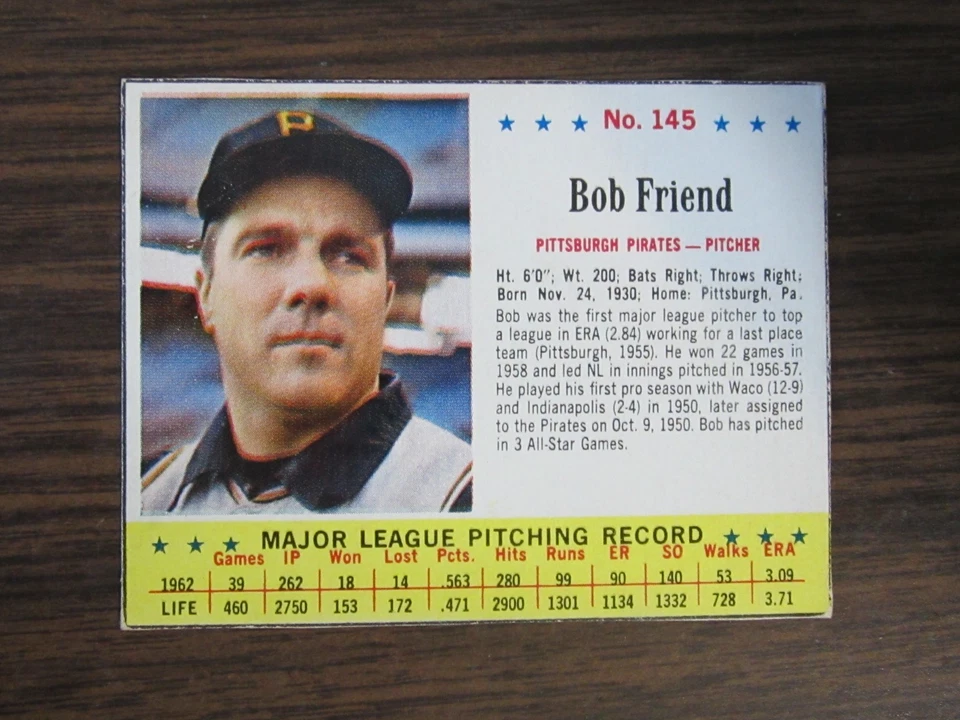 P
★ ★ ★ No. 145 ★ ★ ★
Bob Friend
PITTSBURGH PIRATES — PITCHER
Ht. 6'0"; Wt. 200; Bats Right; Throws Right;
Born Nov. 24, 1930; Home: Pittsburgh, Pa.
Bob was the first major league pitcher to top
a league in ERA (2.84) working for a last place
team (Pittsburgh, 1955). He won 22 games in
1958 and led NL in innings pitched in 1956-57.
He played his first pro season with Waco (12-9)
and Indianapolis (2-4) in 1950, later assigned
to the Pirates on Oct. 9, 1950. Bob has pitched
in 3 All-Star Games.
★ ★ ★ MAJOR LEAGUE PITCHING RECORD ★ ★ ★
Games IP Won Lost Pcts. Hits Runs ER SO Walks ERA
1962 39 262 18 14 .563 280 99 90 140 53 3.09
LIFE 460 2750 153 172 .471 2900 1301 1134 1332 728 3.71